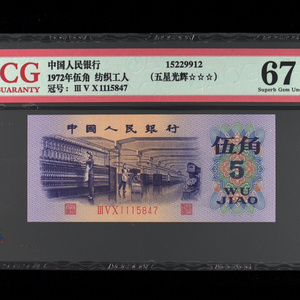 CG
GUARANTY
中国人民银行
1972年伍角 纺织工人
冠号: III V X 1115847
15229912
(五星光辉☆☆☆)
67
Superb Gem Unc
中国人民银行
伍角
5
WU
JIAO
III V X 1115847